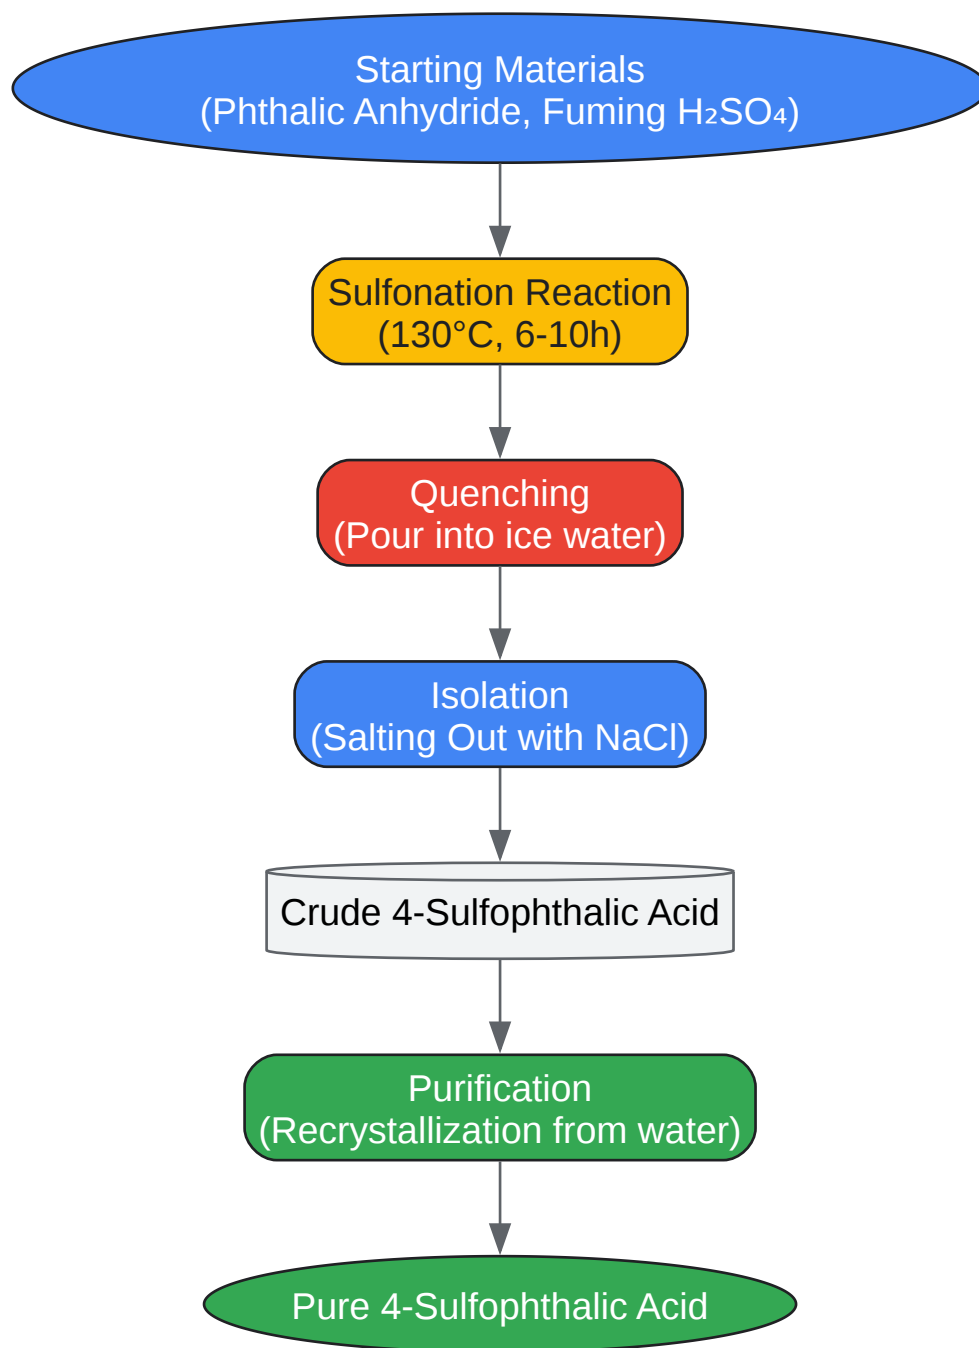 Starting Materials
(Phthalic Anhydride, Fuming H₂SO₄)
Sulfonation Reaction
(130°C, 6-10h)
Quenching
(Pour into ice water)
Isolation
(Salting Out with NaCl)
Crude 4-Sulfophthalic Acid
Purification
(Recrystallization from water)
Pure 4-Sulfophthalic Acid